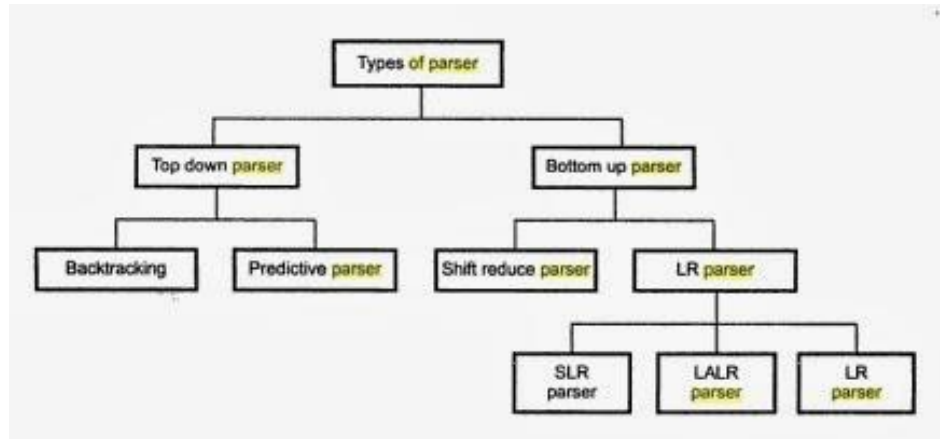 Types of parser
Top down parser
Bottom up parser
Backtracking
Predictive parser
Shift reduce parser
LR parser
SLR
parser
LALR
parser
LR
parser